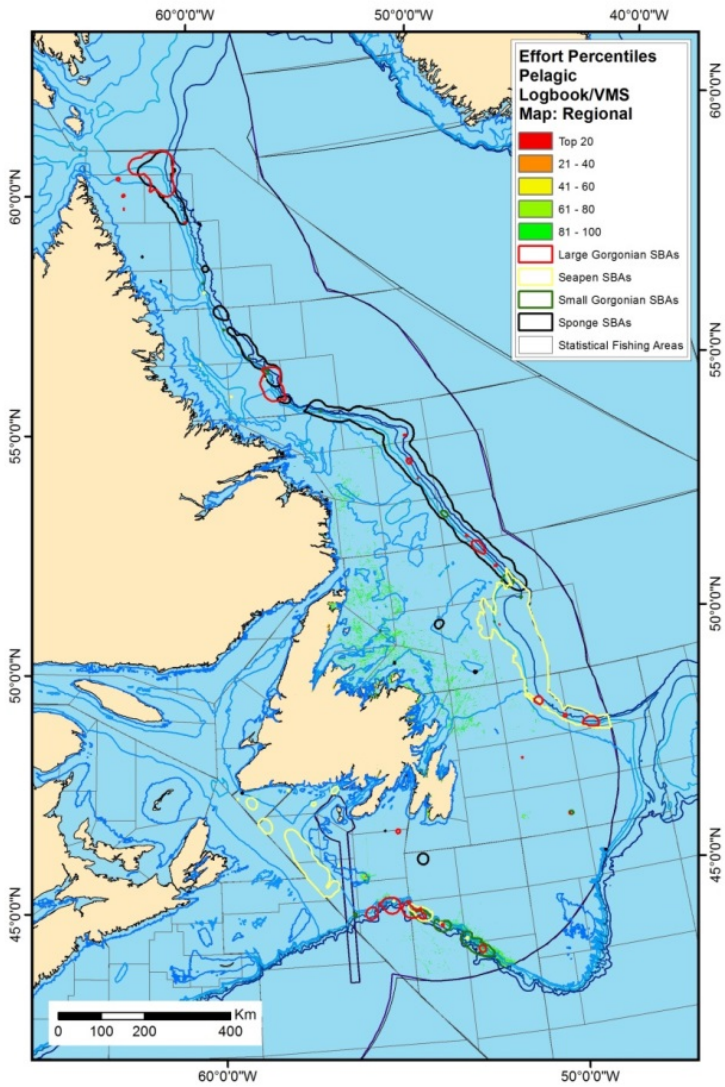 60°0'0"W 50°0'0"W 40°0'0"W
Effort Percentiles
Pelagic
Logbook/VMS
Map: Regional
Top 20
21 - 40
41 - 60
61 - 80
81 - 100
Large Gorgonian SBAs
Seapen SBAs
Small Gorgonian SBAs
Sponge SBAs
Statistical Fishing Areas
60°0'0"N
55°0'0"N
50°0'0"N
45°0'0"N
60°0'0"N
55°0'0"N
50°0'0"N
45°0'0"N
Km
0 100 200 400
60°0'0"W 50°0'0"W